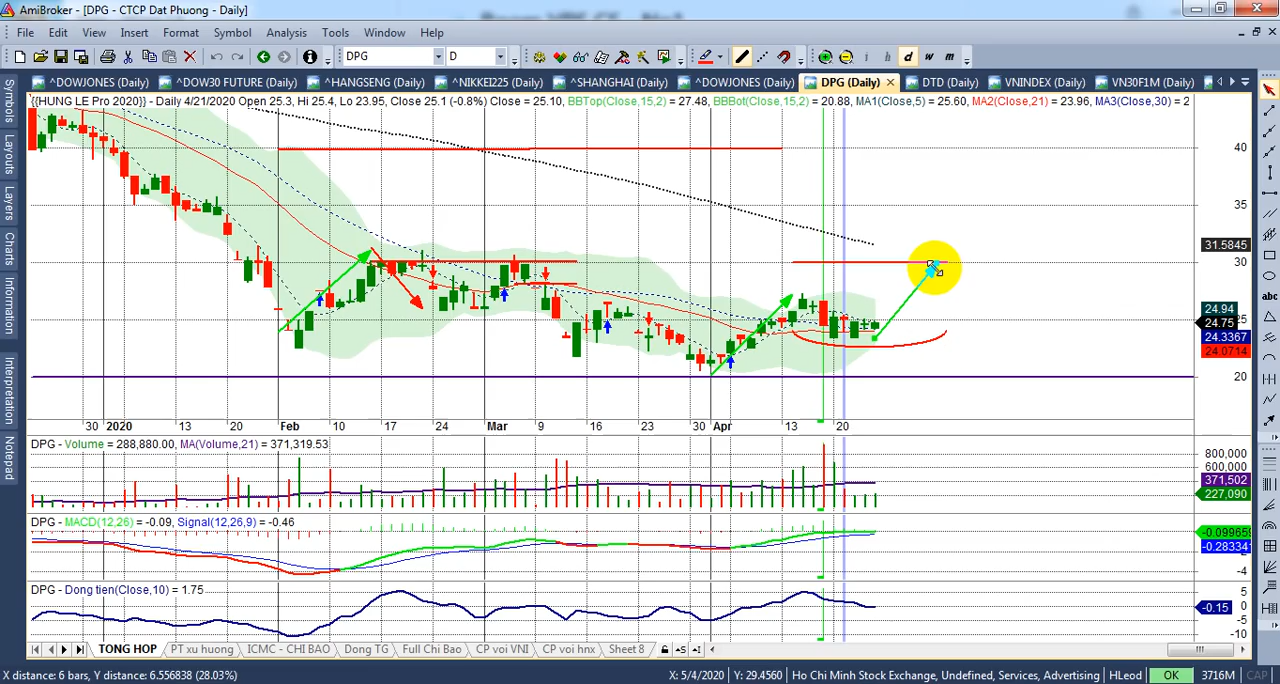 AmiBroker - [DPG - CTCP Dat Phuong - Daily]
File Edit View Insert Format Symbol Analysis Tools Window Help
DPG D i h d w m
^DOWJONES (Daily) ^DOW30 FUTURE (Daily) ^HANGSENG (Daily) ^NIKKEI225 (Daily) ^SHANGHAI (Daily) ^DOWJONES (Daily) DPG (Daily) DTD (Daily) VNINDEX (Daily) VN30F1M (Daily)
Symbols
Layouts
Layers
Charts
Information
Interpretation
Notepad
{{HUNG LE Pro 2020}} - Daily 4/21/2020 Open 25.3, Hi 25.4, Lo 23.95, Close 25.1 (-0.8%) Close = 25.10, BBTop(Close,15,2) = 27.48, BBBot(Close,15,2) = 20.88, MA1(Close,5) = 25.60, MA2(Close,21) = 23.96, MA3(Close,30) = 2
40
35
31.5845
30
24.94
24.75
24.3367
24.0714
20
30 2020 13 20 Feb 10 17 24 Mar 9 16 23 30 Apr 13 20
DPG - Volume = 288,880.00, MA(Volume,21) = 371,319.53
800,000
600,000
371,502
227,090
DPG - MACD(12,26) = -0.09, Signal(12,26,9) = -0.46
-0.28334
-4
DPG - Dong tien(Close,10) = 1.75
5
0
-0.15
-5
-10
TONG HOP PT xu huong ICMC - CHI BAO Dong TG Full Chi Bao CP voi VNI CP voi hnx Sheet 8
X distance: 6 bars, Y distance: 6.556838 (28.03%) X: 5/4/2020 Y: 29.4560 Ho Chi Minh Stock Exchange, Undefined, Services, Advertising HLeod OK 3716M CAP